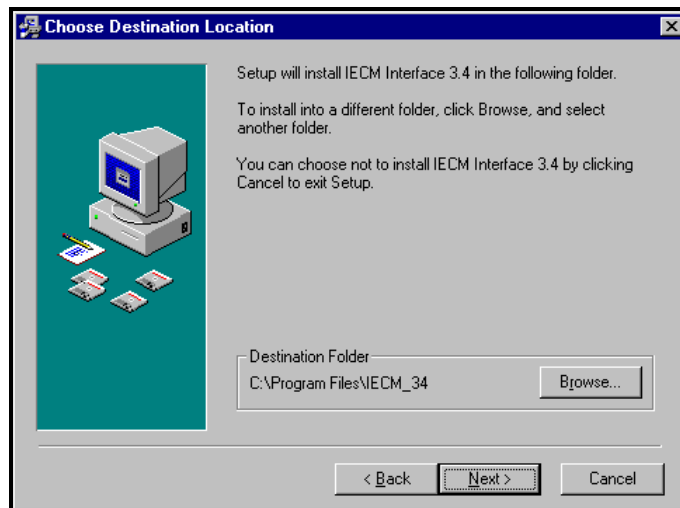 Choose Destination Location
Setup will install IECM Interface 3.4 in the following folder.
To install into a different folder, click Browse, and select
another folder.
You can choose not to install IECM Interface 3.4 by clicking
Cancel to exit Setup.
Destination Folder
C:\Program Files\IECM_34
Browse...
< Back
Next >
Cancel